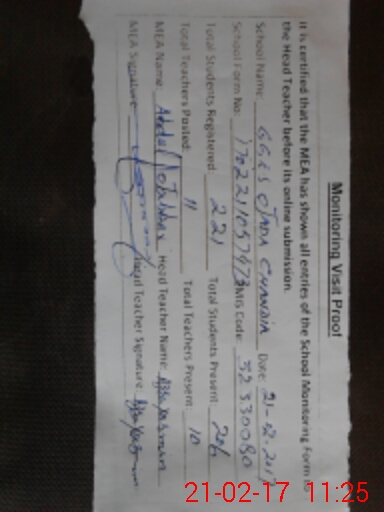 Monitoring Visit Proof
It is certified that the MEA has shown all entries of the School Monitoring Form to
the Head Teacher before its online submission.
School Name: GGES JADA CHANDIA Date: 21-02-2017
School Form No: EMIS Code: 32330080
Total Students Registered: 221 Total Students Present: 206
Total Teachers Posted: 11 Total Teachers Present: 10
MEA Name: Abdul Head Teacher Name:
MEA Signature: Head Teacher Signature:
21-02-17 11:25